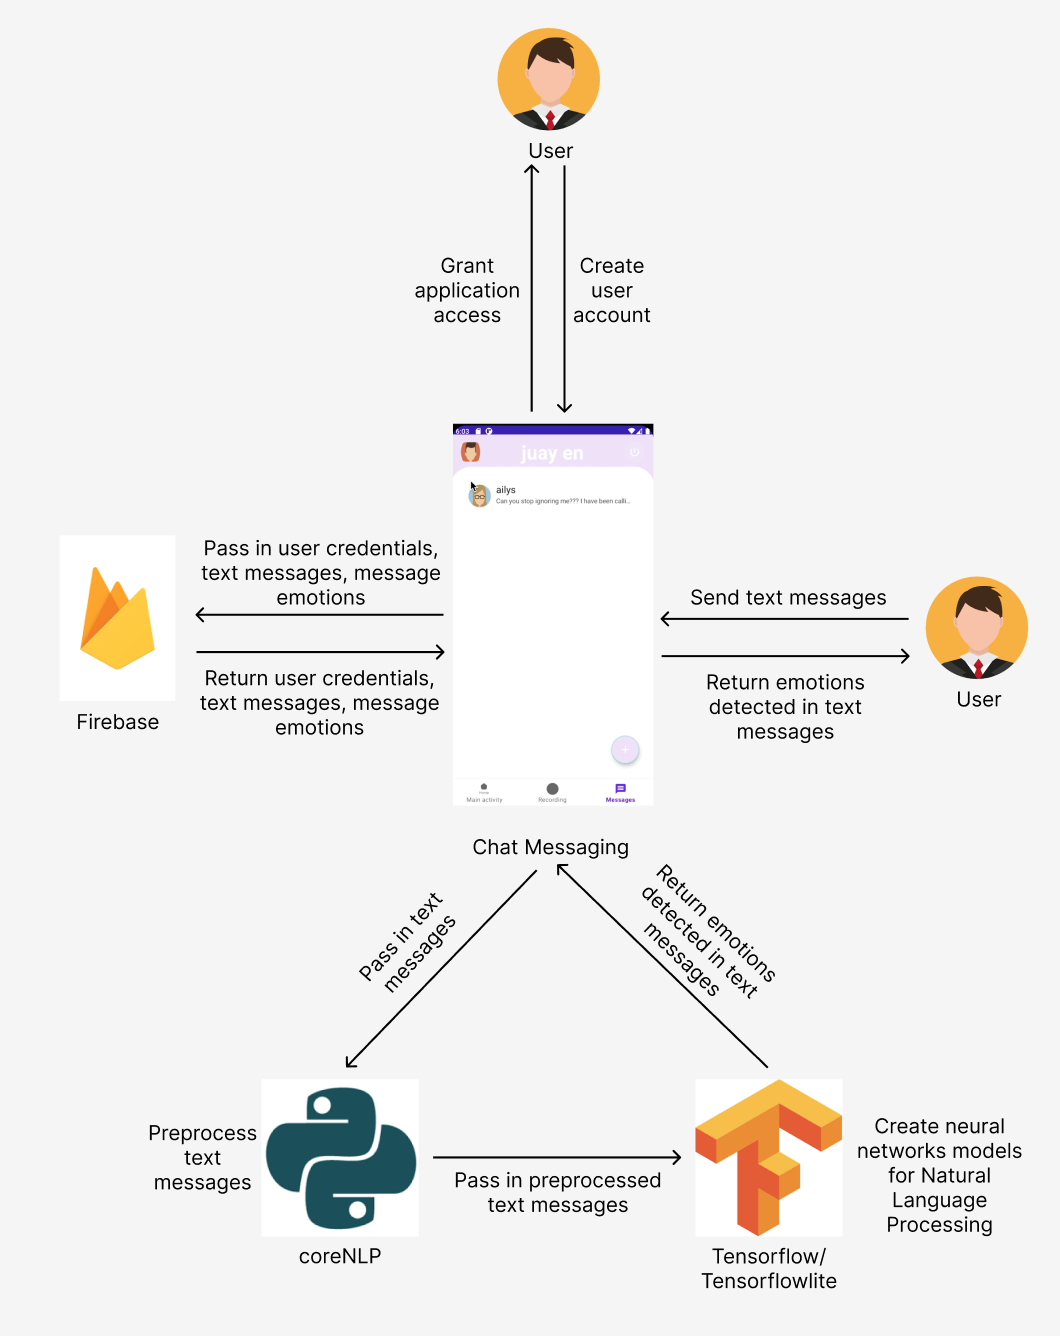 User
Grant
application
access
Create
user
account
6:03
juay en
ailys
Can you stop ignoring me??? I have been calli...
Main activity
Recording
Messages
Chat Messaging
Pass in user credentials,
text messages, message
emotions
Return user credentials,
text messages, message
emotions
Firebase
Send text messages
Return emotions
detected in text
messages
User
Pass in text
messages
Return emotions
detected in text
messages
Preprocess
text
messages
coreNLP
Pass in preprocessed
text messages
Tensorflow/
Tensorflowlite
Create neural
networks models
for Natural
Language
Processing